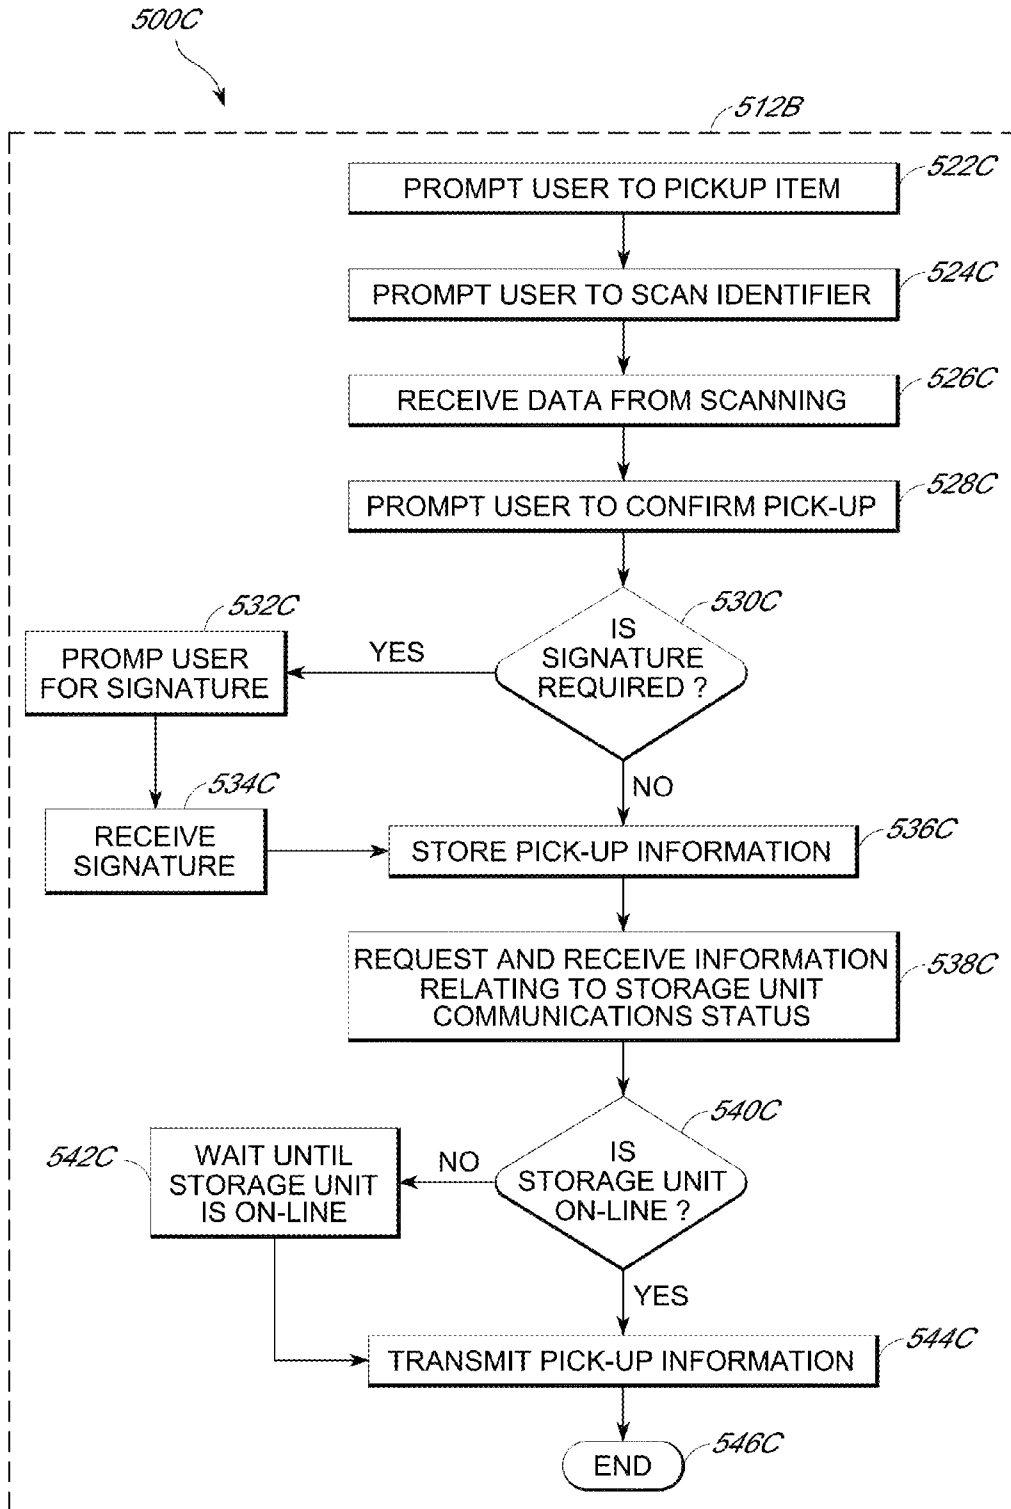 500C
512B
522C
PROMPT USER TO PICKUP ITEM
524C
PROMPT USER TO SCAN IDENTIFIER
526C
RECEIVE DATA FROM SCANNING
528C
PROMPT USER TO CONFIRM PICK-UP
530C
IS
SIGNATURE
REQUIRED ?
YES
532C
PROMP USER
FOR SIGNATURE
534C
RECEIVE
SIGNATURE
NO
536C
STORE PICK-UP INFORMATION
538C
REQUEST AND RECEIVE INFORMATION
RELATING TO STORAGE UNIT
COMMUNICATIONS STATUS
540C
IS
STORAGE UNIT
ON-LINE ?
NO
542C
WAIT UNTIL
STORAGE UNIT
IS ON-LINE
YES
544C
TRANSMIT PICK-UP INFORMATION
END
546C